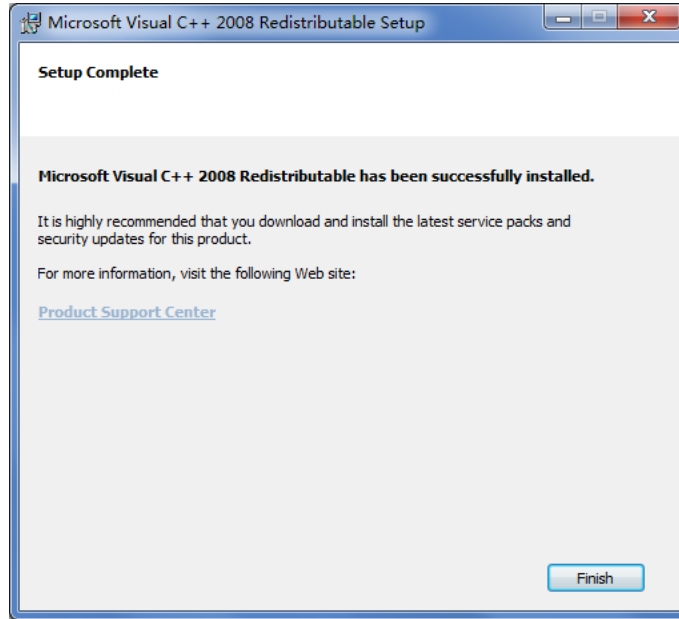 Microsoft Visual C++ 2008 Redistributable Setup
Setup Complete
Microsoft Visual C++ 2008 Redistributable has been successfully installed.
It is highly recommended that you download and install the latest service packs and
security updates for this product.
For more information, visit the following Web site:
Product Support Center
Finish